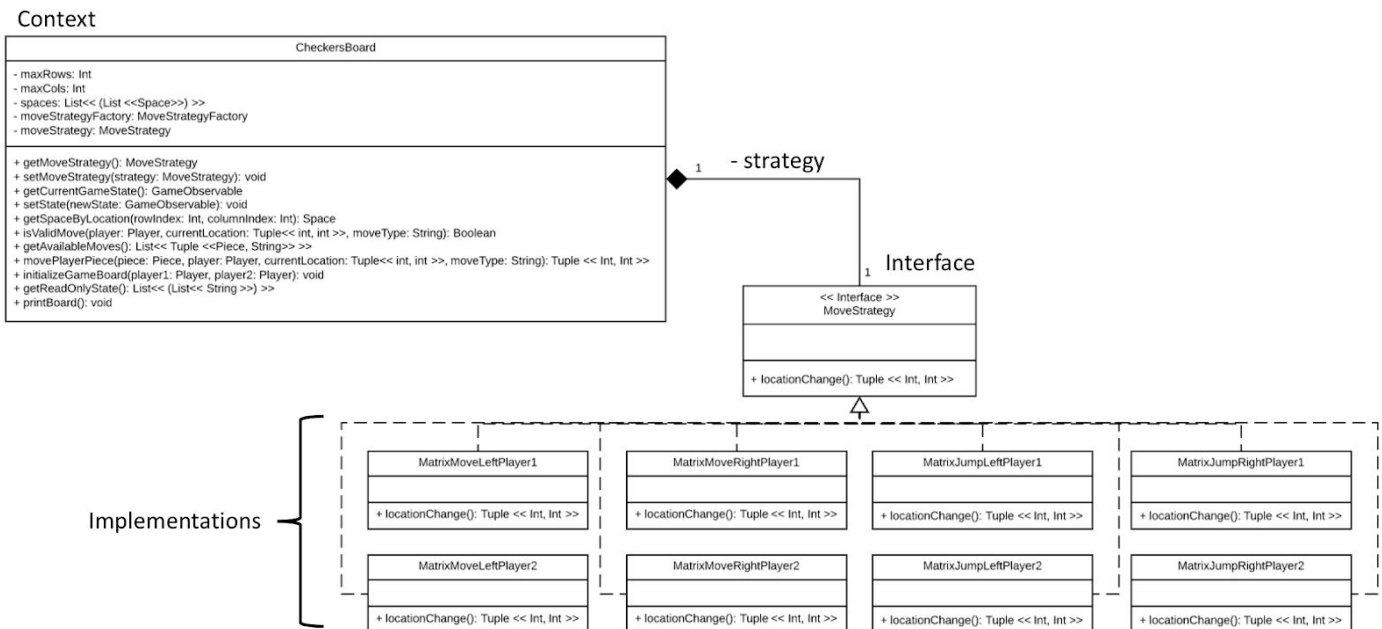 Context
CheckersBoard
- maxRows: Int
- maxCols: Int
- spaces: List<< (List <<Space>>) >>
- moveStrategyFactory: MoveStrategyFactory
- moveStrategy: MoveStrategy
+ getMoveStrategy(): MoveStrategy
+ setMoveStrategy(strategy: MoveStrategy): void
+ getCurrentGameState(): GameObservable
+ setState(newState: GameObservable): void
+ getSpaceByLocation(rowIndex: Int, columnIndex: Int): Space
+ isValidMove(player: Player, currentLocation: Tuple<< int, int >>, moveType: String): Boolean
+ getAvailableMoves(): List<< Tuple <<Piece, String>> >>
+ movePlayerPiece(piece: Piece, player: Player, currentLocation: Tuple<< int, int >>, moveType: String): Tuple << Int, Int >>
+ initializeGameBoard(player1: Player, player2: Player): void
+ getReadOnlyState(): List<< (List<< String >>) >>
+ printBoard(): void
1
- strategy
1
Interface
<< Interface >>
MoveStrategy
+ locationChange(): Tuple << Int, Int >>
Implementations
MatrixMoveLeftPlayer1
+ locationChange(): Tuple << Int, Int >>
MatrixMoveRightPlayer1
+ locationChange(): Tuple << Int, Int >>
MatrixJumpLeftPlayer1
+ locationChange(): Tuple << Int, Int >>
MatrixJumpRightPlayer1
+ locationChange(): Tuple << Int, Int >>
MatrixMoveLeftPlayer2
+ locationChange(): Tuple << Int, Int >>
MatrixMoveRightPlayer2
+ locationChange(): Tuple << Int, Int >>
MatrixJumpLeftPlayer2
+ locationChange(): Tuple << Int, Int >>
MatrixJumpRightPlayer2
+ locationChange(): Tuple << Int, Int >>